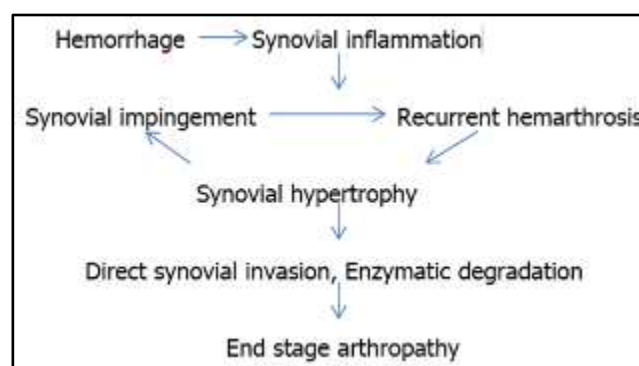 Hemorrhage Synovial inflammation
Synovial impingement Recurrent hemarthrosis
Synovial hypertrophy
Direct synovial invasion, Enzymatic degradation
End stage arthropathy